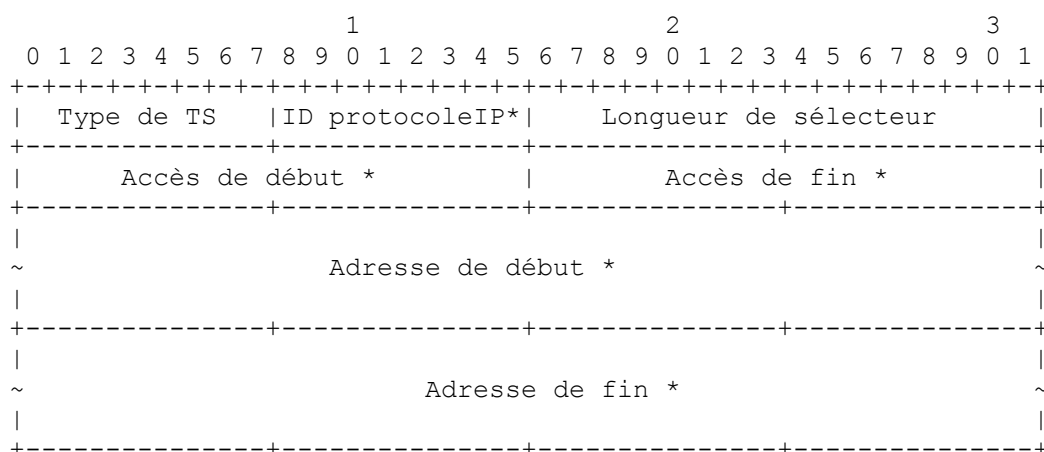 1                   2                   3
 0 1 2 3 4 5 6 7 8 9 0 1 2 3 4 5 6 7 8 9 0 1 2 3 4 5 6 7 8 9 0 1
+-+-+-+-+-+-+-+-+-+-+-+-+-+-+-+-+-+-+-+-+-+-+-+-+-+-+-+-+-+-+-+-+
|  Type de TS   |ID protocoleIP*|    Longueur de sélecteur      |
+---------------+---------------+---------------+---------------+
|      Accès de début *         |        Accès de fin *         |
+---------------+---------------+---------------+---------------+
|                                                               |
~                   Adresse de début *                          ~
|                                                               |
+---------------+---------------+---------------+---------------+
|                                                               |
~                         Adresse de fin *                      ~
|                                                               |
+---------------+---------------+---------------+---------------+